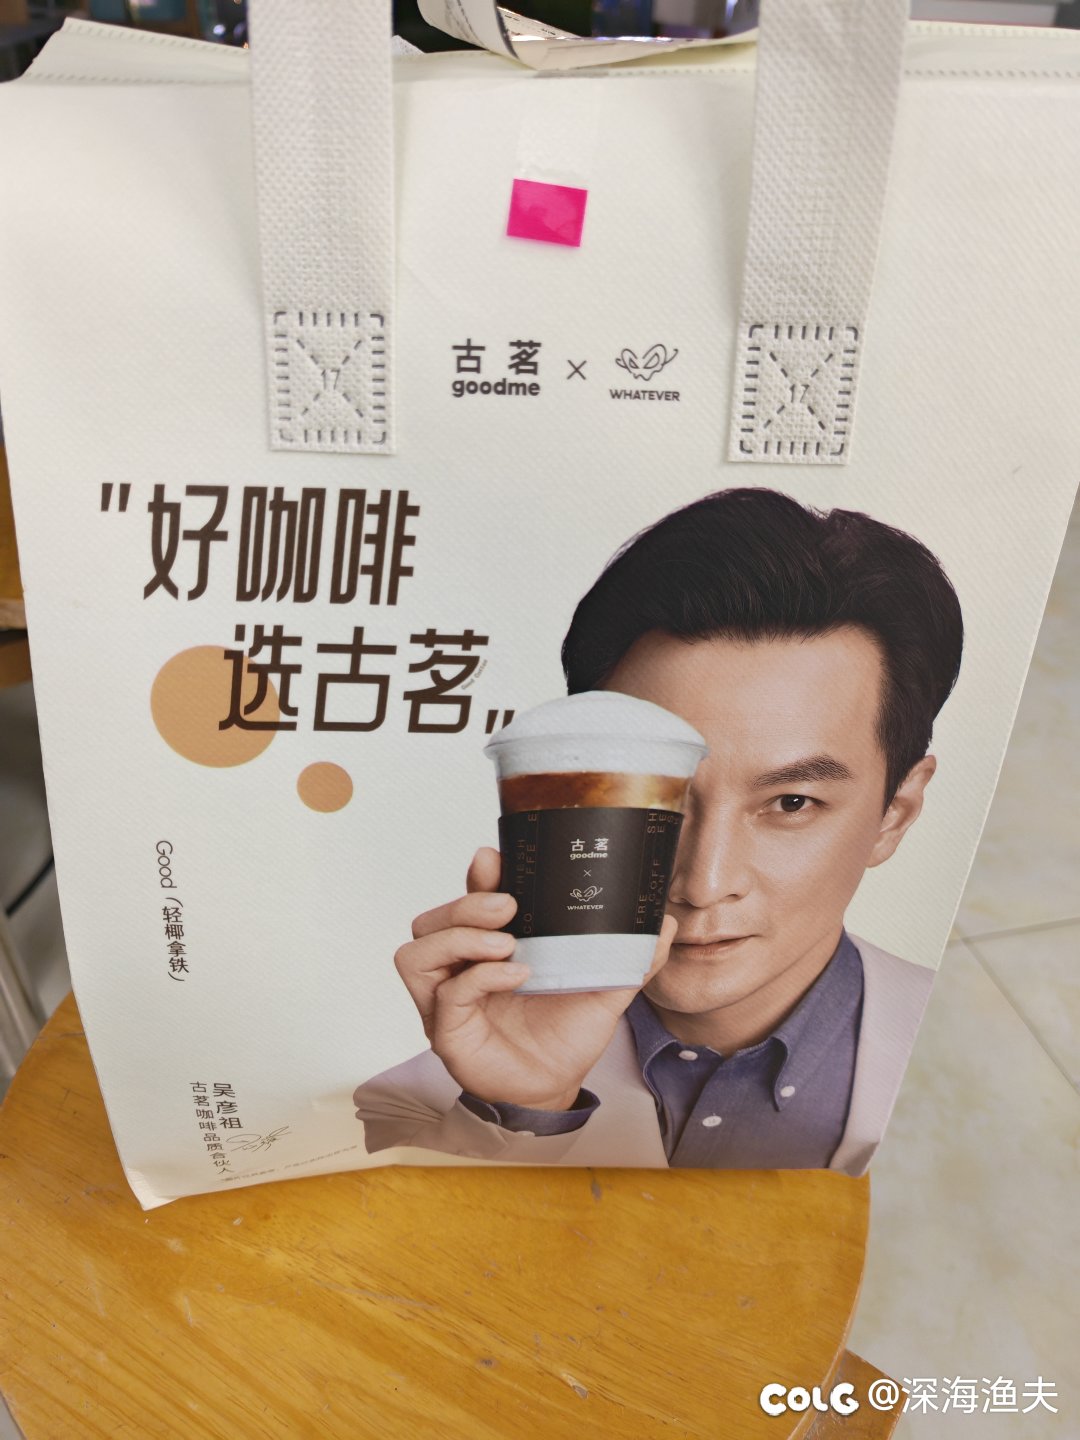 古茗 × WHATEVER
goodme
17
17
"好咖啡
选古茗"
古茗
goodme
×
WHATEVER
Good（轻椰拿铁）
吴彦祖
古茗咖啡品质合伙人
COLG @深海渔夫